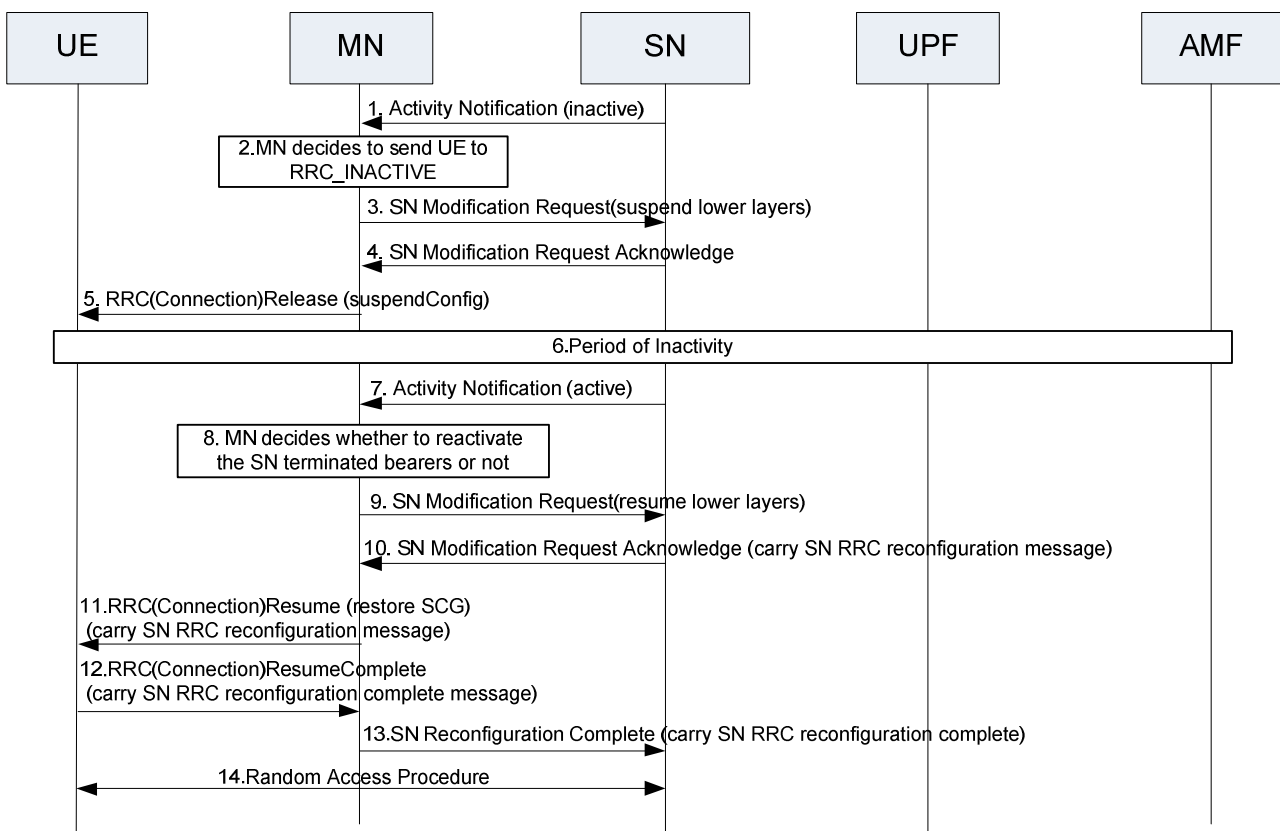 UE
MN
SN
UPF
AMF
1. Activity Notification (inactive)
2.MN decides to send UE to
RRC_INACTIVE
3. SN Modification Request(suspend lower layers)
4. SN Modification Request Acknowledge
5. RRC(Connection)Release (suspendConfig)
6.Period of Inactivity
7. Activity Notification (active)
8. MN decides whether to reactivate
the SN terminated bearers or not
9. SN Modification Request(resume lower layers)
10. SN Modification Request Acknowledge (carry SN RRC reconfiguration message)
11.RRC(Connection)Resume (restore SCG)
(carry SN RRC reconfiguration message)
12.RRC(Connection)ResumeComplete
(carry SN RRC reconfiguration complete message)
13.SN Reconfiguration Complete (carry SN RRC reconfiguration complete)
14.Random Access Procedure